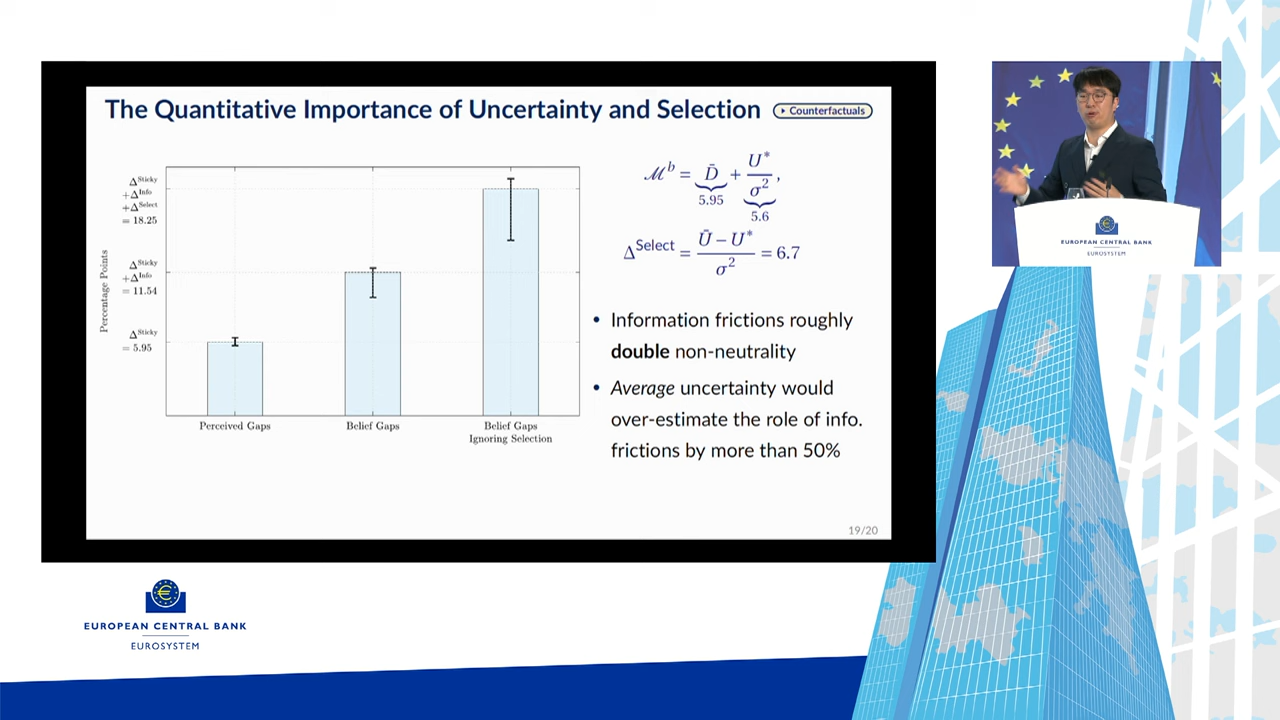 The Quantitative Importance of Uncertainty and Selection
Counterfactuals
Percentage Points
Δ^Sticky
+Δ^Info
+Δ^Select
= 18.25
Δ^Sticky
+Δ^Info
= 11.54
Δ^Sticky
= 5.95
Perceived Gaps
Belief Gaps
Belief Gaps
Ignoring Selection
ℳ^b = D̄ + U*/σ²,
5.95
5.6
Δ^Select = (Ū − U*)/σ² = 6.7
• Information frictions roughly
double non-neutrality
• Average uncertainty would
over-estimate the role of info.
frictions by more than 50%
19/20
EUROPEAN CENTRAL BANK
EUROSYSTEM
EUROPEAN CENTRAL BANK
EUROSYSTEM